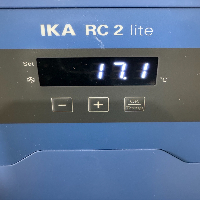 IKA RC 2 lite
Set
17.1
°C
− +